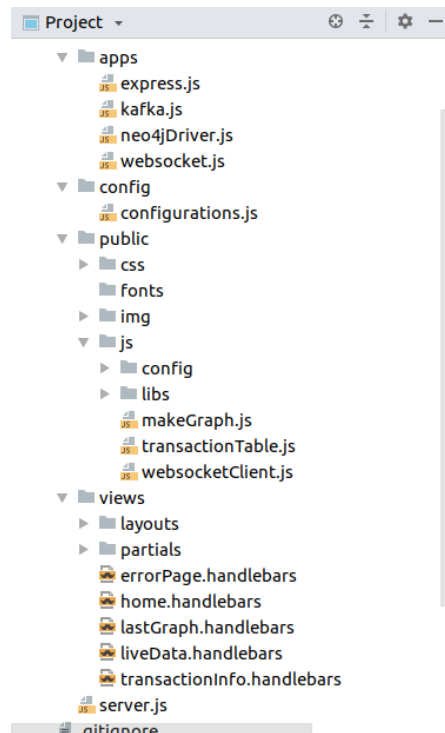 Project
apps
express.js
kafka.js
neo4jDriver.js
websocket.js
config
configurations.js
public
css
fonts
img
js
config
libs
makeGraph.js
transactionTable.js
websocketClient.js
views
layouts
partials
errorPage.handlebars
home.handlebars
lastGraph.handlebars
liveData.handlebars
transactionInfo.handlebars
server.js
.gitignore